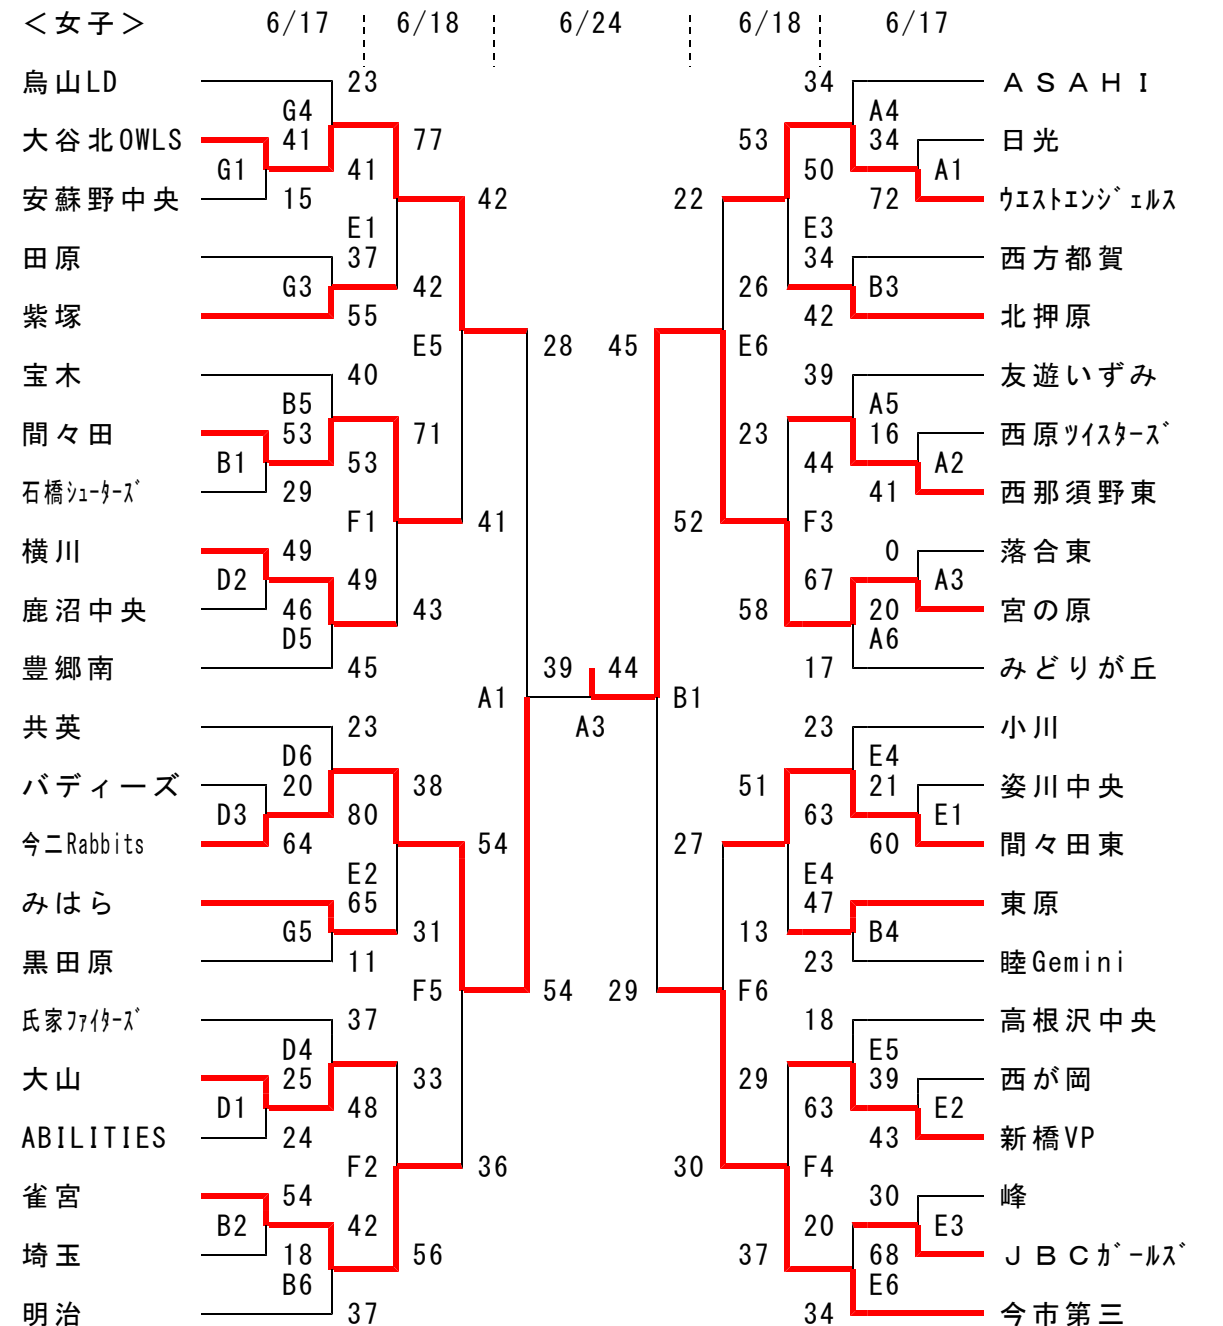 ＜女子＞ 6/17 6/18 6/24 6/18 6/17
烏山LD 23 34 ＡＳＡＨＩ
G4 A4
大谷北OWLS 41 77 53 34 日光
G1 41 50 A1
安蘇野中央 15 42 22 72 ウエストエンジェルス
E1 E3
田原 37 34 西方都賀
G3 42 26 B3
紫塚 55 42 北押原
E5 28 45 E6
宝木 40 39 友遊いずみ
B5 A5
間々田 53 71 23 16 西原ツイスターズ
B1 53 44 A2
石橋シューターズ 29 41 西那須野東
F1 41 52 F3
横川 49 0 落合東
D2 49 67 A3
鹿沼中央 46 43 58 20 宮の原
D5 A6
豊郷南 45 39 44 17 みどりが丘
A1 B1
共英 23 A3 23 小川
D6 E4
バディーズ 20 38 51 21 姿川中央
D3 80 63 E1
今二Rabbits 64 54 27 60 間々田東
E2 E4
みはら 65 47 東原
G5 31 13 B4
黒田原 11 23 睦Gemini
F5 54 29 F6
氏家ファイターズ 37 18 高根沢中央
D4 E5
大山 25 33 29 39 西が岡
D1 48 63 E2
ABILITIES 24 43 新橋VP
F2 36 30 F4
雀宮 54 30 峰
B2 42 20 E3
埼玉 18 56 37 68 ＪＢＣガールズ
B6 E6
明治 37 34 今市第三